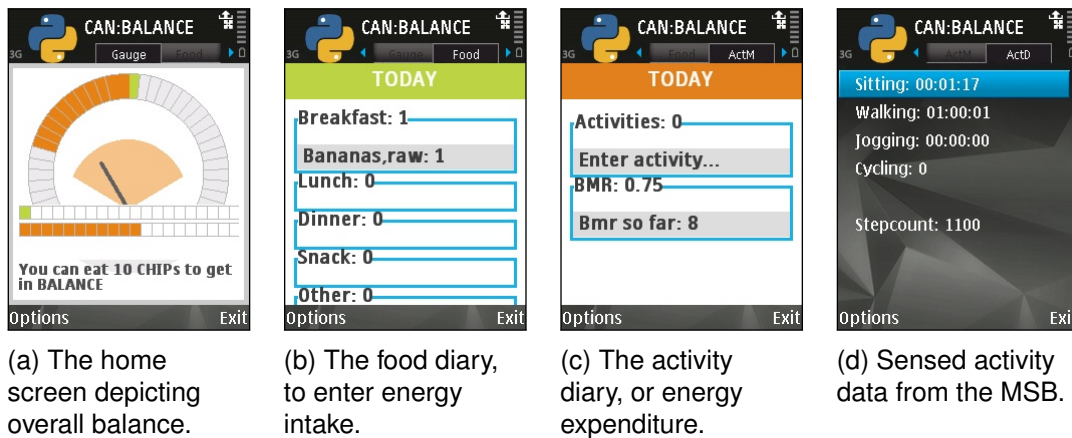 CAN:BALANCE
3G
Gauge Food
You can eat 10 CHIPs to get
in BALANCE
Options Exit
(a) The home
screen depicting
overall balance.
CAN:BALANCE
3G
Gauge Food
TODAY
Breakfast: 1
Bananas,raw: 1
Lunch: 0
Dinner: 0
Snack: 0
Other: 0
Options Exit
(b) The food diary,
to enter energy
intake.
CAN:BALANCE
3G
Food ActM
TODAY
Activities: 0
Enter activity...
BMR: 0.75
Bmr so far: 8
Options Exit
(c) The activity
diary, or energy
expenditure.
CAN:BALANCE
3G
ActM ActD
Sitting: 00:01:17
Walking: 01:00:01
Jogging: 00:00:00
Cycling: 0
Stepcount: 1100
Options Exi
(d) Sensed activity
data from the MSB.